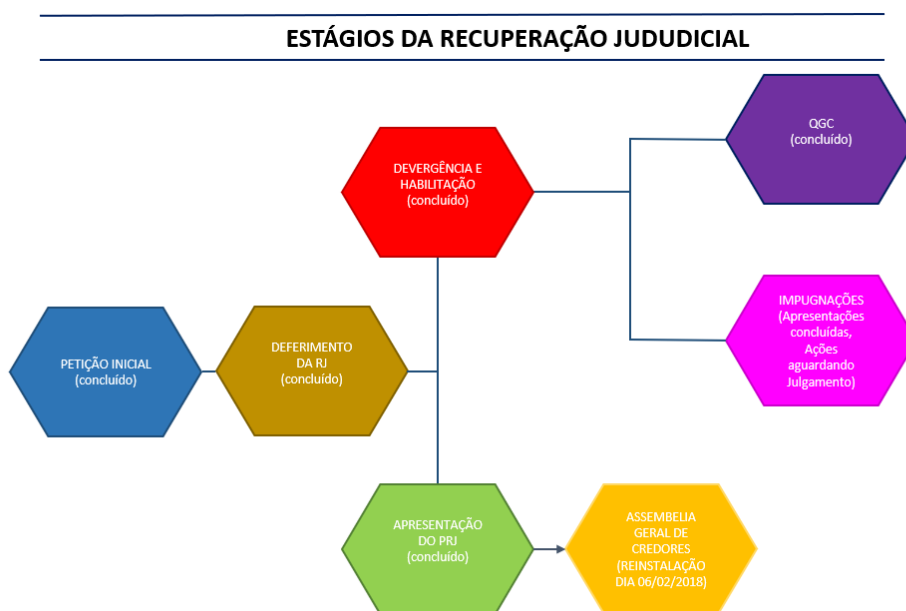 ESTÁGIOS DA RECUPERAÇÃO JUDUDICIAL
QGC
(concluído)
DEVERGÊNCIA E
HABILITAÇÃO
(concluído)
IMPUGNAÇÕES
(Apresentações
concluídas,
Ações
aguardando
Julgamento)
PETIÇÃO INICIAL
(concluído)
DEFERIMENTO
DA RJ
(concluído)
APRESENTAÇÃO
DO PRJ
(concluído)
ASSEMBELIA
GERAL DE
CREDORES
(REINSTALAÇÃO
DIA 06/02/2018)